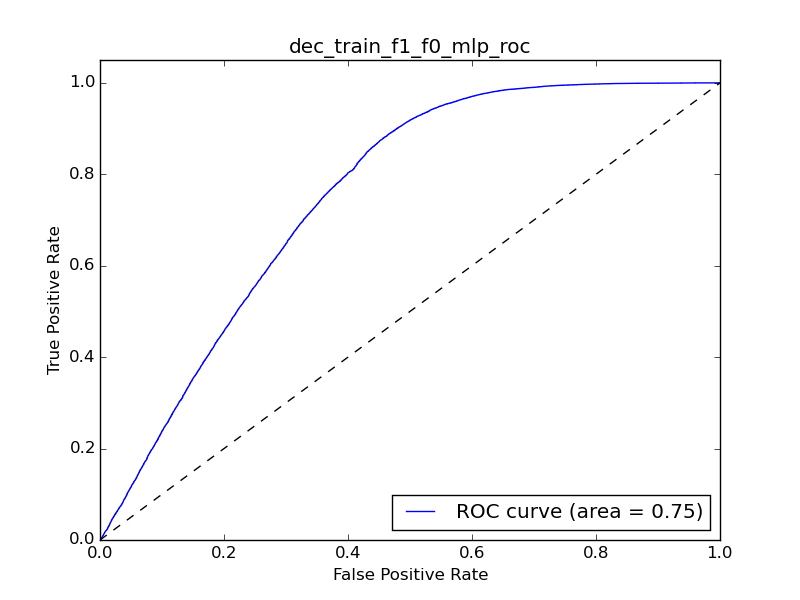 dec_train_f1_f0_mlp_roc
1.0
0.8
0.6
0.4
0.2
0.0
True Positive Rate
ROC curve (area = 0.75)
0.0 0.2 0.4 0.6 0.8 1.0
False Positive Rate